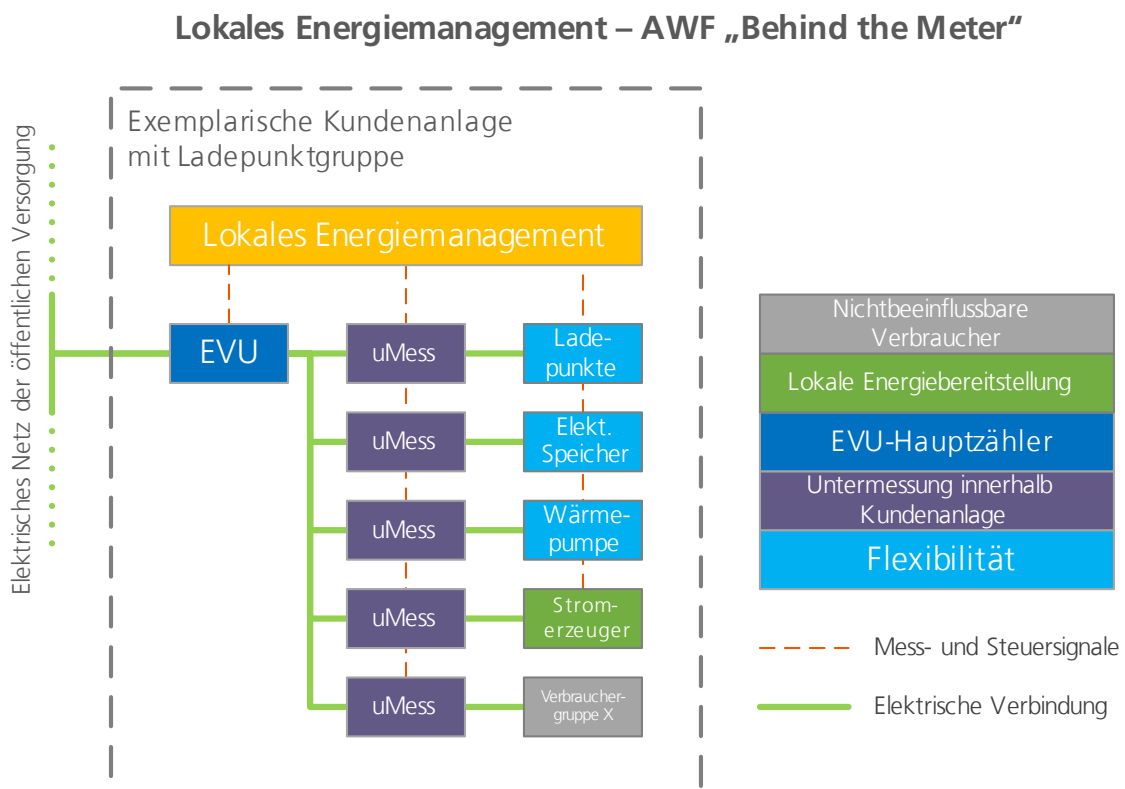 Lokales Energiemanagement – AWF „Behind the Meter“
Elektrisches Netz der öffentlichen Versorgung
Exemplarische Kundenanlage
mit Ladepunktgruppe
Lokales Energiemanagement
EVU
uMess
Lade-
punkte
uMess
Elekt.
Speicher
uMess
Wärme-
pumpe
uMess
Strom-
erzeuger
uMess
Verbraucher-
gruppe X
Nichtbeeinflussbare
Verbraucher
Lokale Energiebereitstellung
EVU-Hauptzähler
Untermessung innerhalb
Kundenanlage
Flexibilität
Mess- und Steuersignale
Elektrische Verbindung